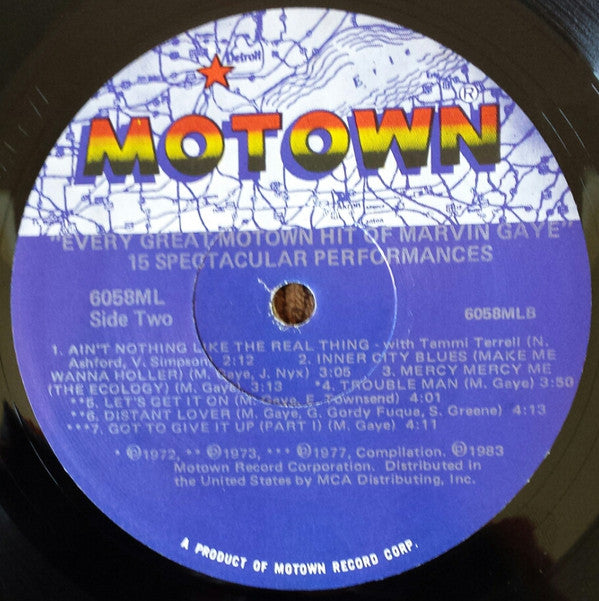 Detroit
ERIE
MOTOWN®
"EVERY GREAT MOTOWN HIT OF MARVIN GAYE"
15 SPECTACULAR PERFORMANCES
6058ML
Side Two
6058MLB
1. AIN'T NOTHING LIKE THE REAL THING - with Tammi Terrell (N.
Ashford, V. Simpson) 2:12 2. INNER CITY BLUES (MAKE ME
WANNA HOLLER) (M. Gaye, J. Nyx) 3:05 3. MERCY MERCY ME
(THE ECOLOGY) (M. Gaye) 3:13 *4. TROUBLE MAN (M. Gaye) 3:50
**5. LET'S GET IT ON (M. Gaye, E. Townsend) 4:01
**6. DISTANT LOVER (M. Gaye, G. Gordy Fuqua, S. Greene) 4:13
***7. GOT TO GIVE IT UP (PART I) (M. Gaye) 4:11
* ℗1972, ** ℗1973, *** ℗1977, Compilation. ℗1983
Motown Record Corporation. Distributed in
the United States by MCA Distributing, Inc.
A PRODUCT OF MOTOWN RECORD CORP.